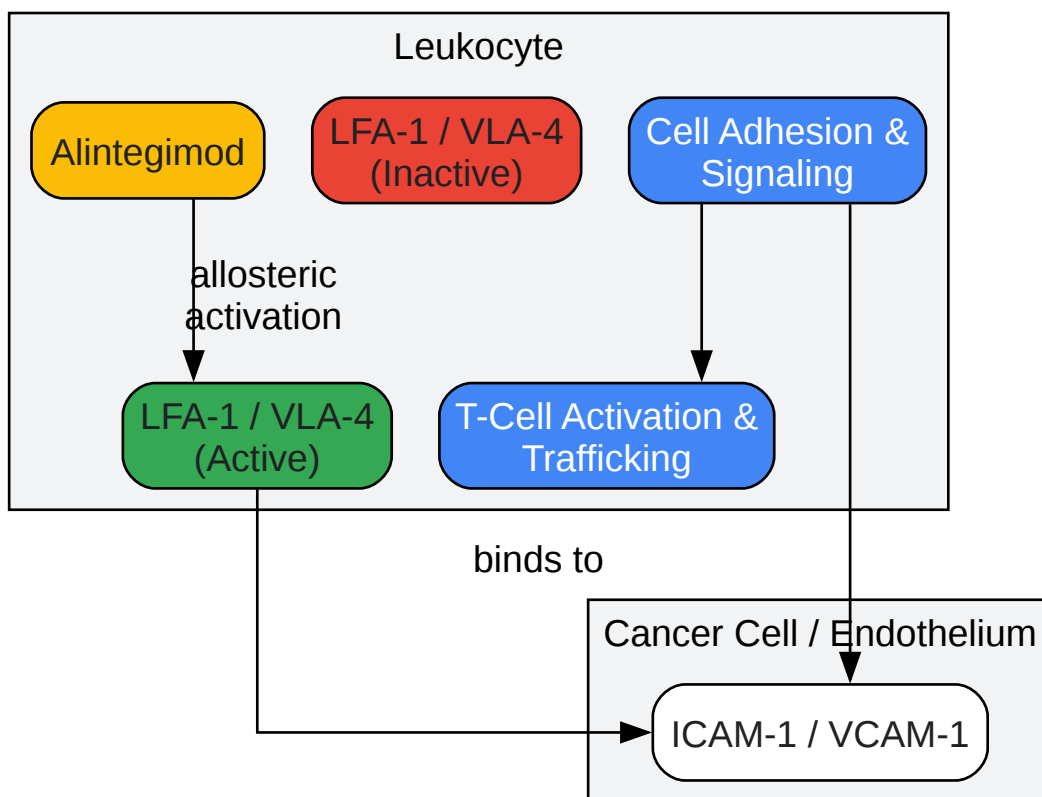 Leukocyte
Alintegimod
LFA-1 / VLA-4
(Inactive)
Cell Adhesion &
Signaling
allosteric
activation
LFA-1 / VLA-4
(Active)
T-Cell Activation &
Trafficking
binds to
Cancer Cell / Endothelium
ICAM-1 / VCAM-1